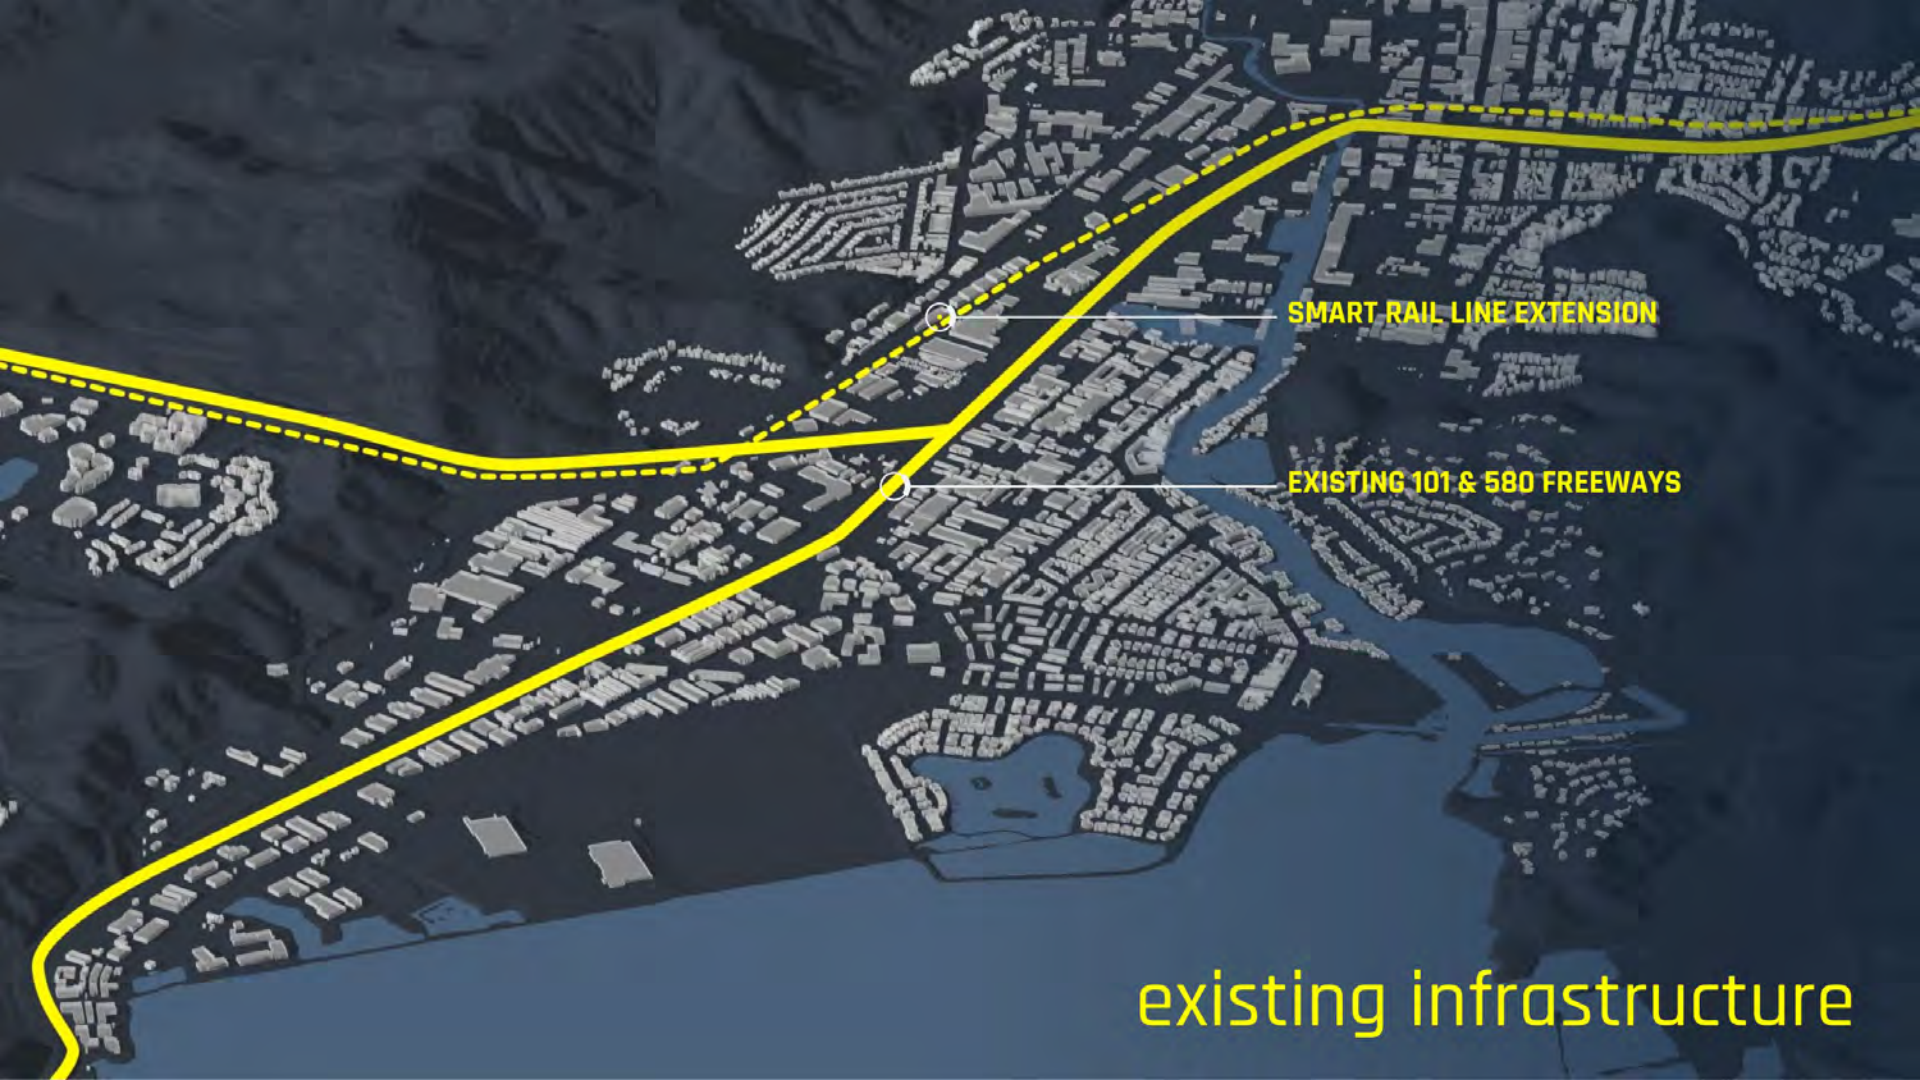 SMART RAIL LINE EXTENSION
EXISTING 101 & 580 FREEWAYS
existing infrastructure